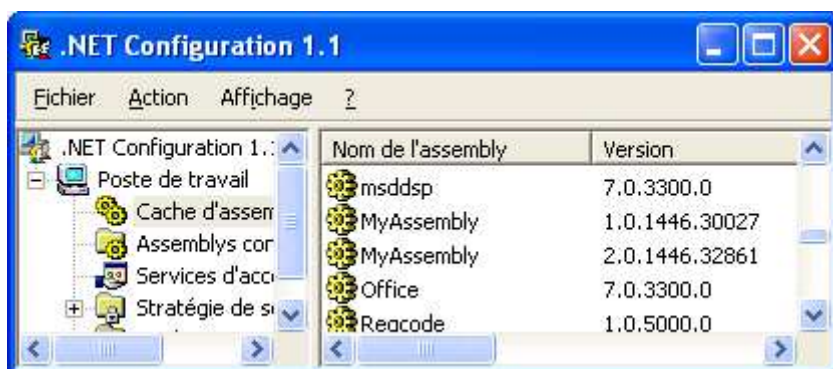 .NET Configuration 1.1
Fichier Action Affichage ?
.NET Configuration 1.
Poste de travail
Cache d'assem
Assemblys con
Services d'acc
Stratégie de s
Nom de l'assembly Version
msddsp 7.0.3300.0
MyAssembly 1.0.1446.30027
MyAssembly 2.0.1446.32861
Office 7.0.3300.0
Regcode 1.0.5000.0